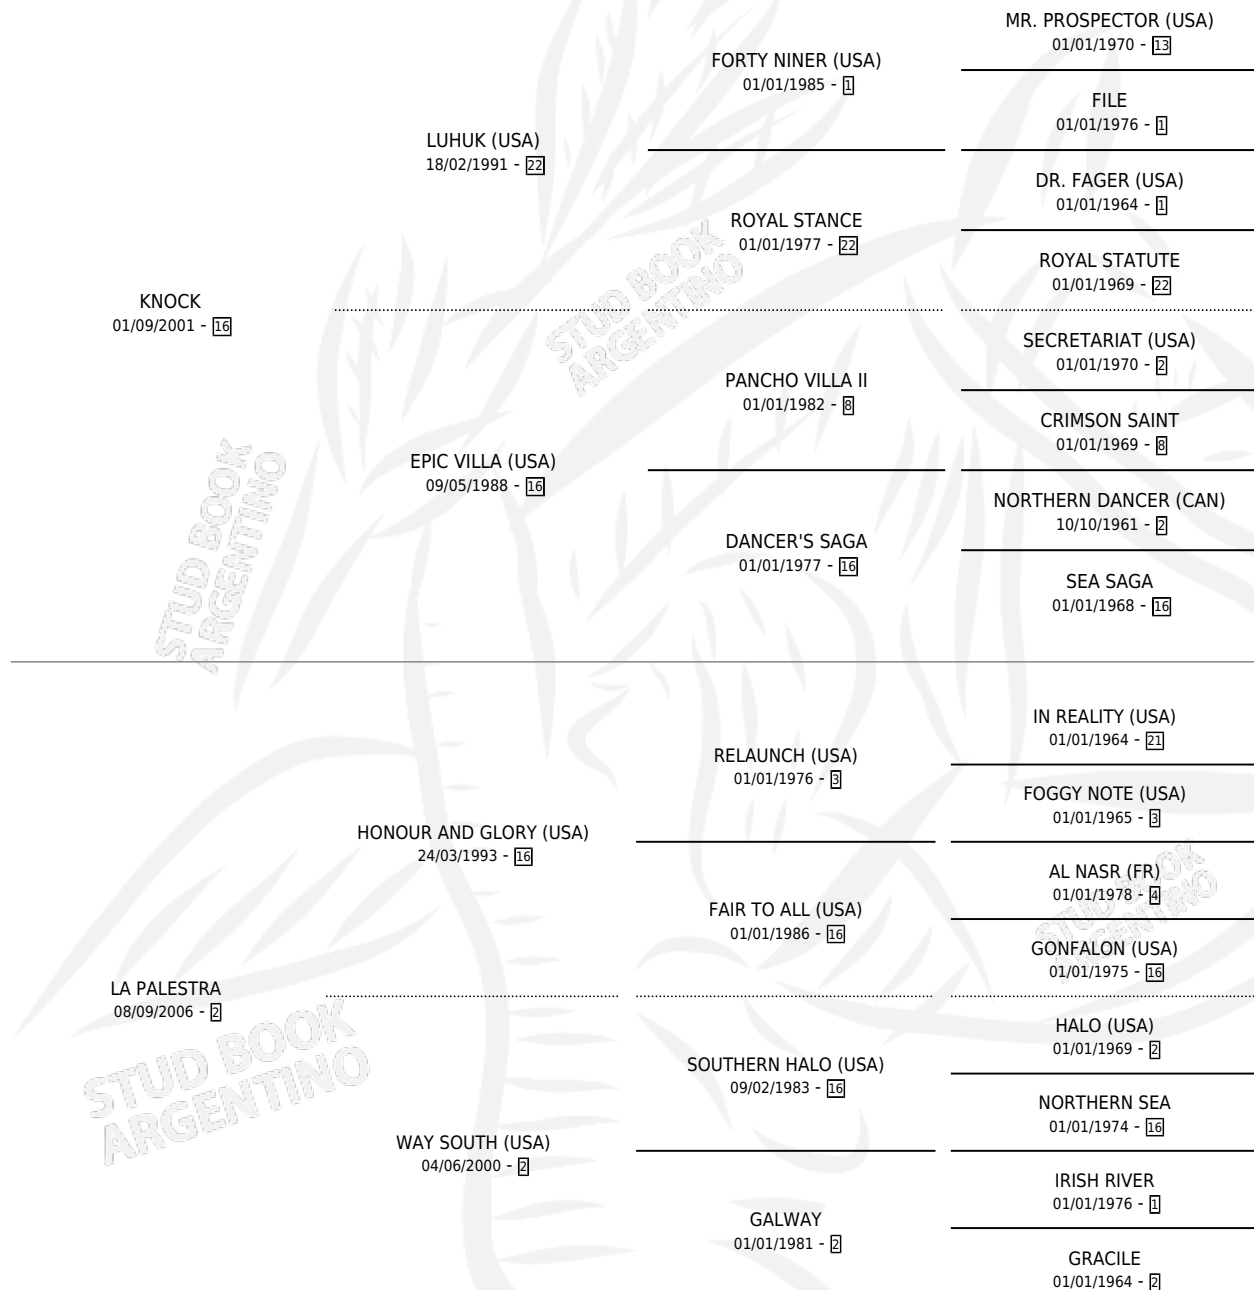 MR. PROSPECTOR (USA)
01/01/1970 - 13
FORTY NINER (USA)
01/01/1985 - 1
FILE
01/01/1976 - 1
LUHUK (USA)
18/02/1991 - 22
DR. FAGER (USA)
01/01/1964 - 1
ROYAL STANCE
01/01/1977 - 22
ROYAL STATUTE
01/01/1969 - 22
KNOCK
01/09/2001 - 16
STUD BOOK
ARGENTINO
SECRETARIAT (USA)
01/01/1970 - 2
PANCHO VILLA II
01/01/1982 - 8
CRIMSON SAINT
01/01/1969 - 8
EPIC VILLA (USA)
09/05/1988 - 16
NORTHERN DANCER (CAN)
10/10/1961 - 2
DANCER'S SAGA
01/01/1977 - 16
SEA SAGA
01/01/1968 - 16
STUD BOOK
ARGENTINO
IN REALITY (USA)
01/01/1964 - 21
RELAUNCH (USA)
01/01/1976 - 3
FOGGY NOTE (USA)
01/01/1965 - 3
HONOUR AND GLORY (USA)
24/03/1993 - 16
AL NASR (FR)
01/01/1978 - 4
FAIR TO ALL (USA)
01/01/1986 - 16
STUD BOOK
ARGENTINO
GONFALON (USA)
01/01/1975 - 16
LA PALESTRA
08/09/2006 - 2
STUD BOOK
ARGENTINO
HALO (USA)
01/01/1969 - 2
SOUTHERN HALO (USA)
09/02/1983 - 16
NORTHERN SEA
01/01/1974 - 16
WAY SOUTH (USA)
04/06/2000 - 2
IRISH RIVER
01/01/1976 - 1
GALWAY
01/01/1981 - 2
GRACILE
01/01/1964 - 2